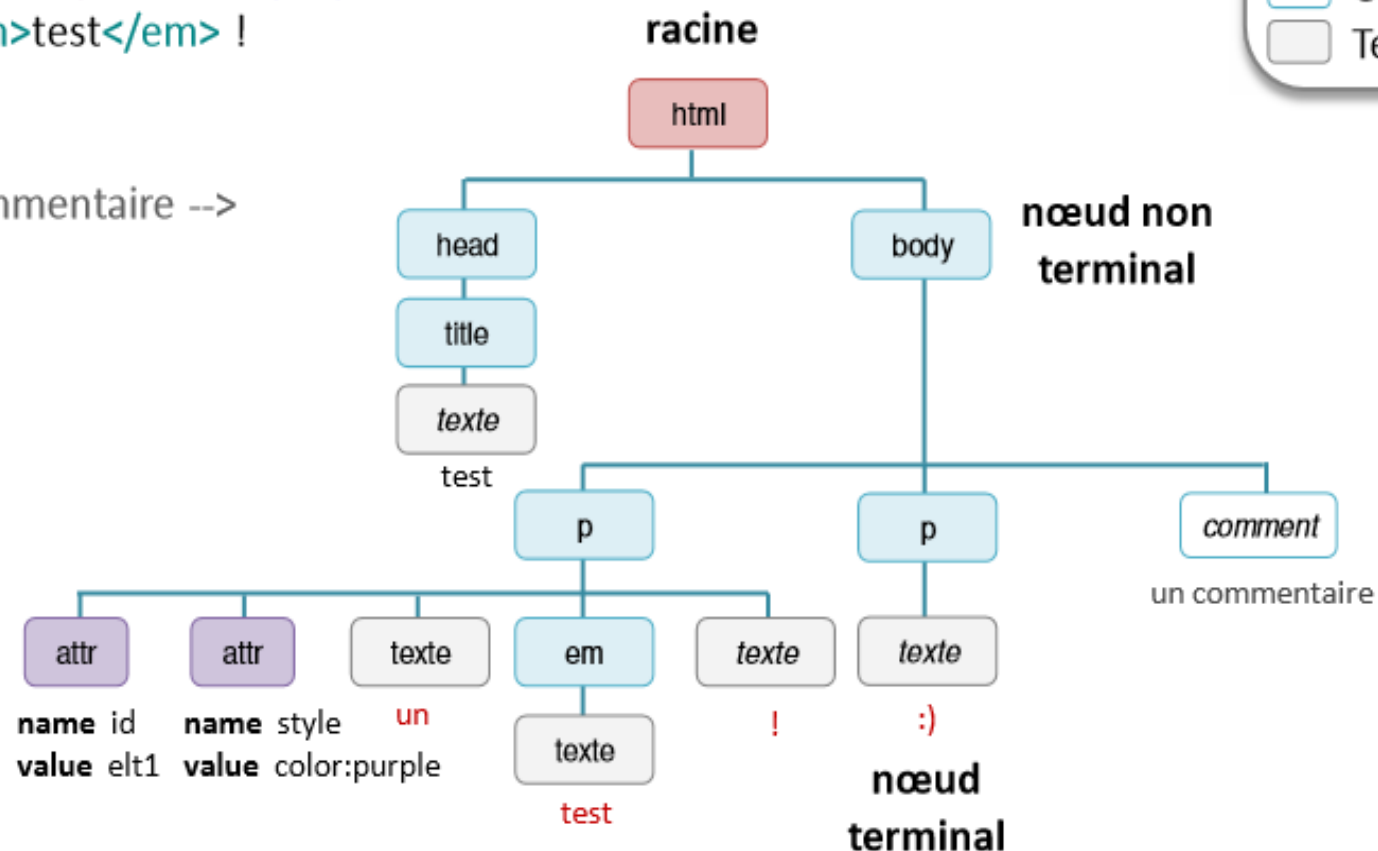 >test</em> !
racine
html
mmentaire -->
head
body
nœud non
terminal
title
texte
test
p
p
comment
un commentaire
attr
attr
texte
em
texte
texte
name id
value elt1
name style
value color:purple
un
texte
test
!
:)
nœud
terminal